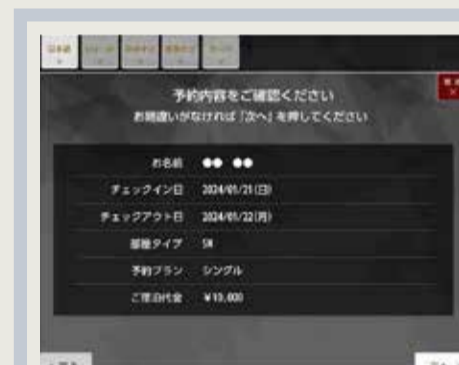 日本語
予約内容をご確認ください
お間違いがなければ「次へ」を押してください
お名前 ●● ●●
チェックイン日 2024/01/21(日)
チェックアウト日 2024/01/22(月)
部屋タイプ SN
予約プラン シングル
ご宿泊代金 ￥10,000